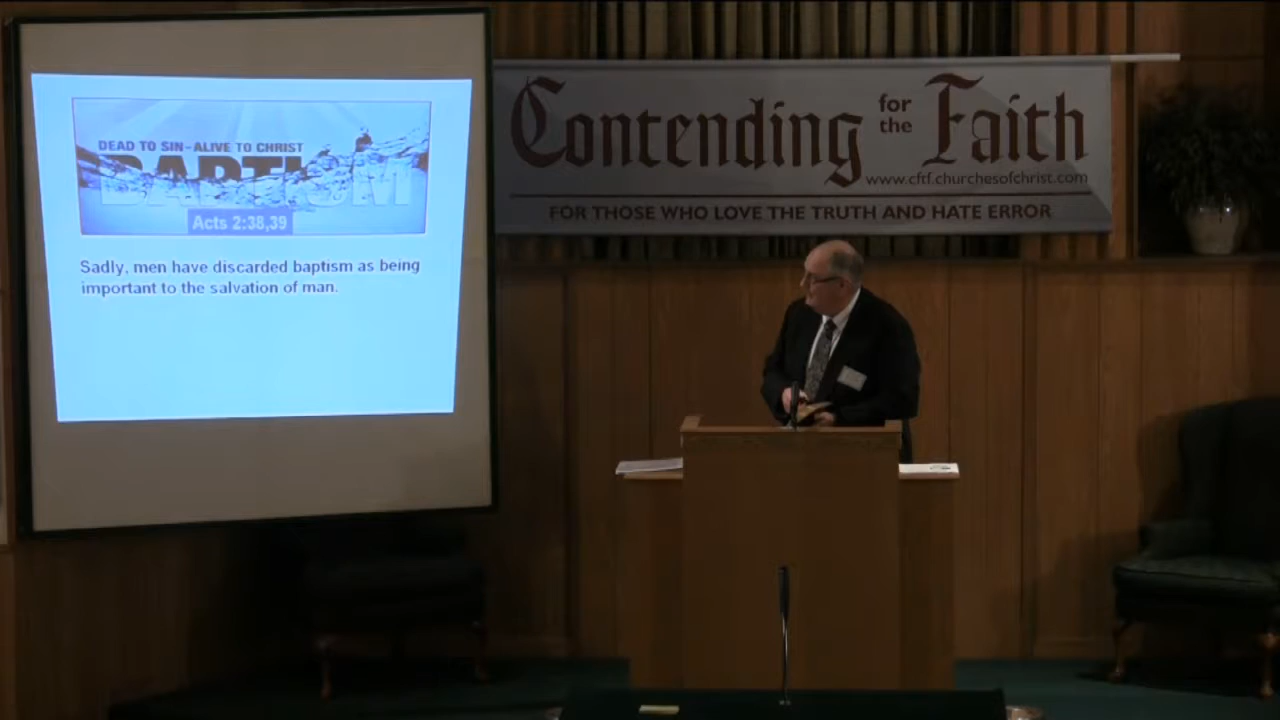 DEAD TO SIN-ALIVE TO CHRIST
BAPTISM
Acts 2:38,39
Sadly, men have discarded baptism as being
important to the salvation of man.
Contending for the Faith
www.cftf.churchesofchrist.com
FOR THOSE WHO LOVE THE TRUTH AND HATE ERROR